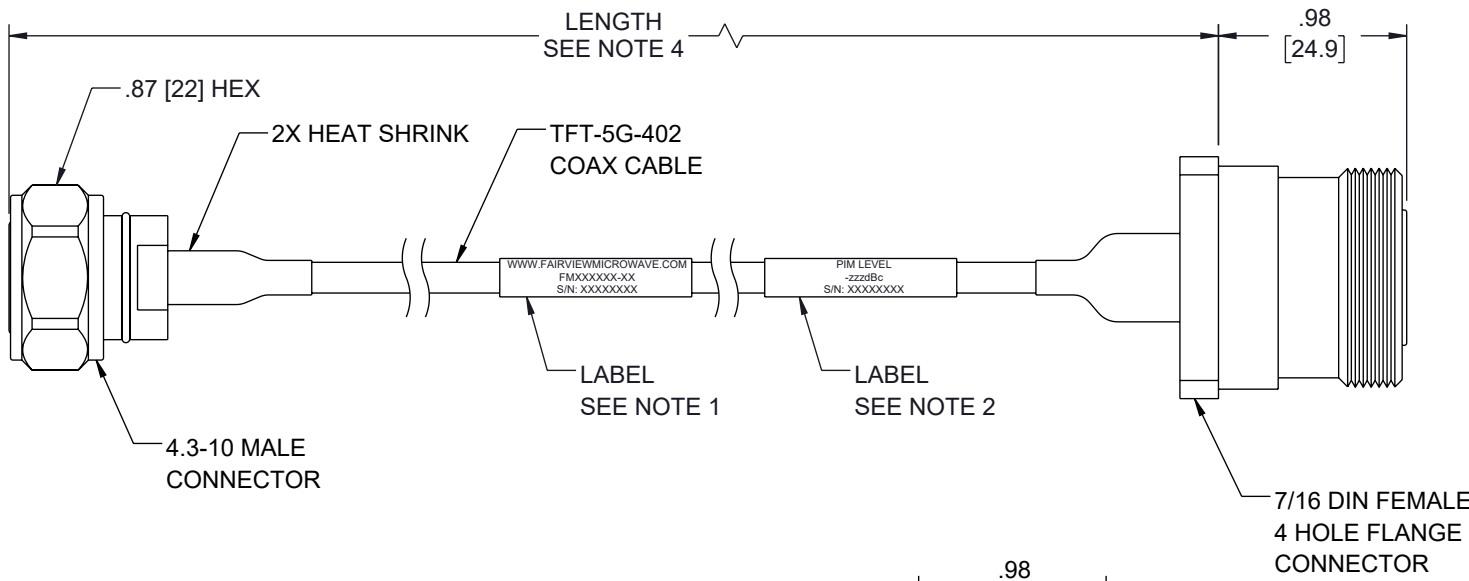 LENGTH
SEE NOTE 4
.98
[24.9]
.87 [22] HEX
2X HEAT SHRINK
TFT-5G-402
COAX CABLE
WWW.FAIRVIEWMICROWAVE.COM
FMXXXXX-XX
S/N: XXXXXXXX
PIM LEVEL
-zzzdBc
S/N: XXXXXXXX
LABEL
SEE NOTE 1
LABEL
SEE NOTE 2
4.3-10 MALE
CONNECTOR
7/16 DIN FEMALE
4 HOLE FLANGE
CONNECTOR
.98